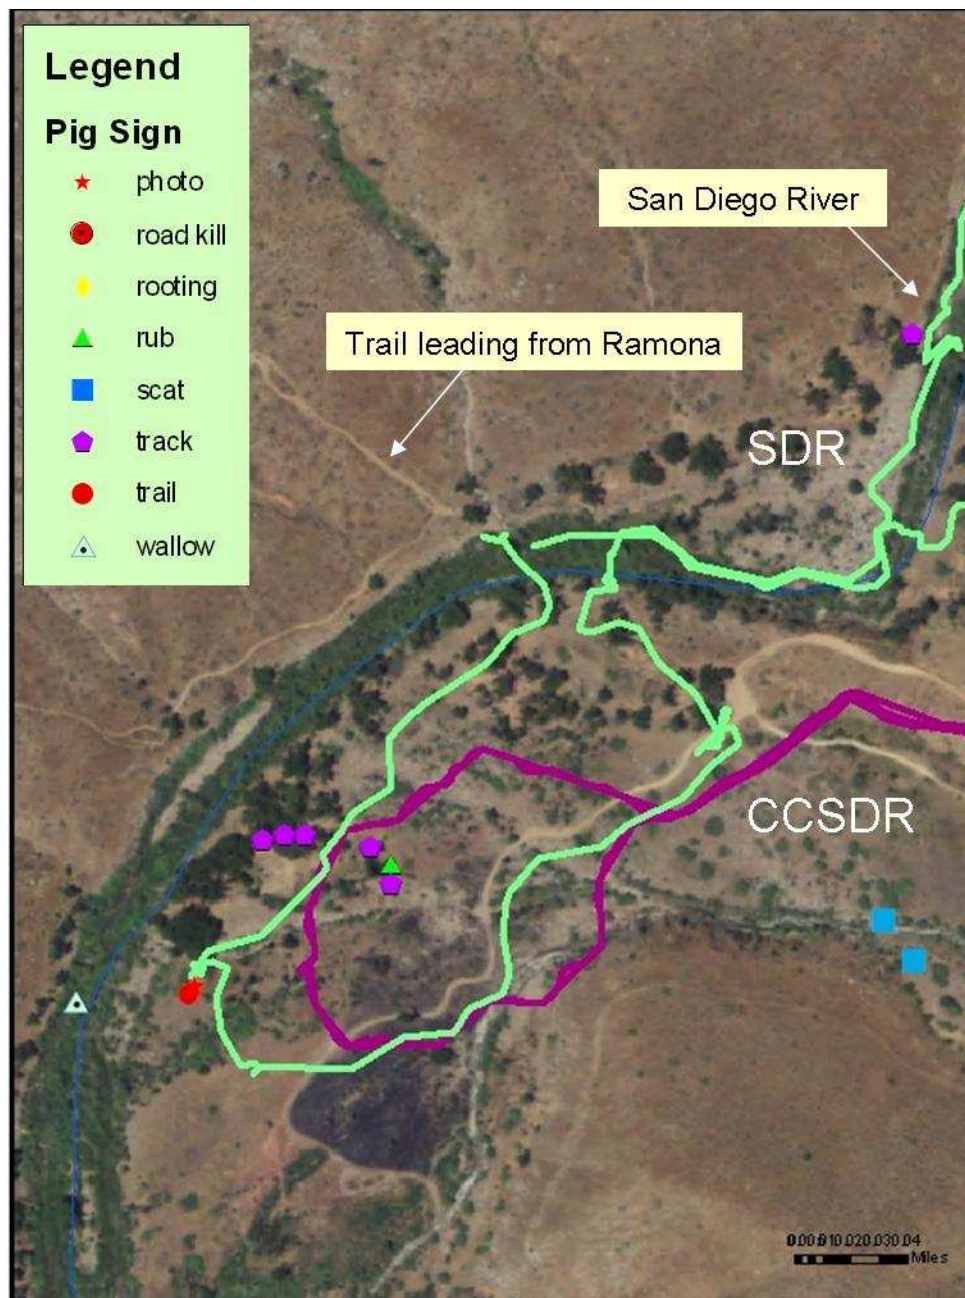 Legend
Pig Sign
photo
road kill
rooting
rub
scat
track
trail
wallow
San Diego River
Trail leading from Ramona
SDR
CCSDR
Miles